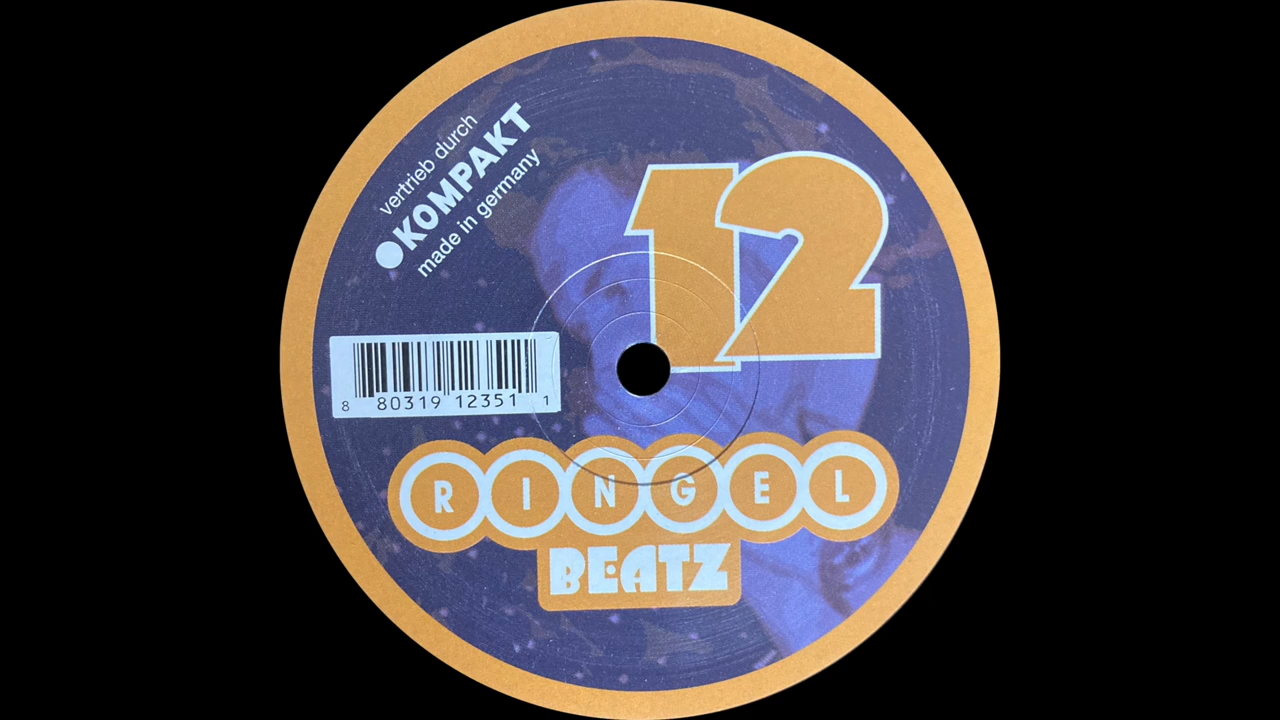 vertrieb durch
KOMPAKT
made in germany
12
8 80319 12351 1
RINGEL
BEATZ